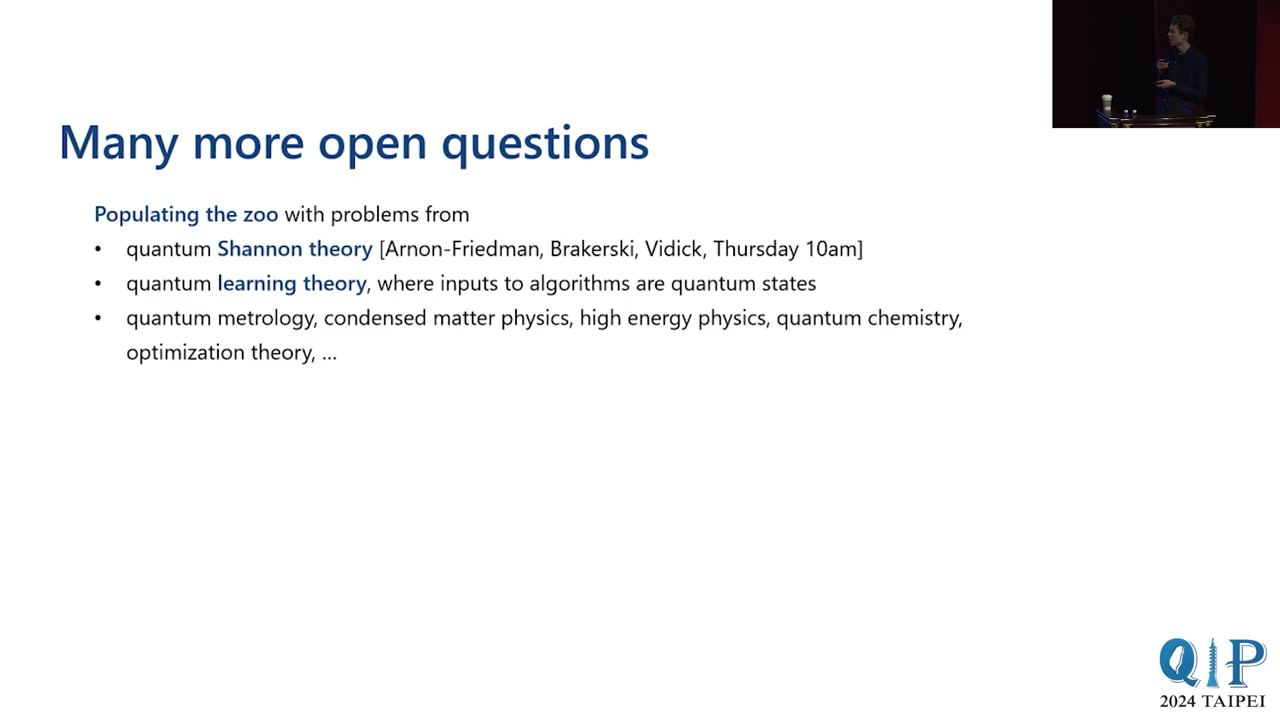 Many more open questions
Populating the zoo with problems from
• quantum Shannon theory [Arnon-Friedman, Brakerski, Vidick, Thursday 10am]
• quantum learning theory, where inputs to algorithms are quantum states
• quantum metrology, condensed matter physics, high energy physics, quantum chemistry,
optimization theory, ...
QIP
2024 TAIPEI